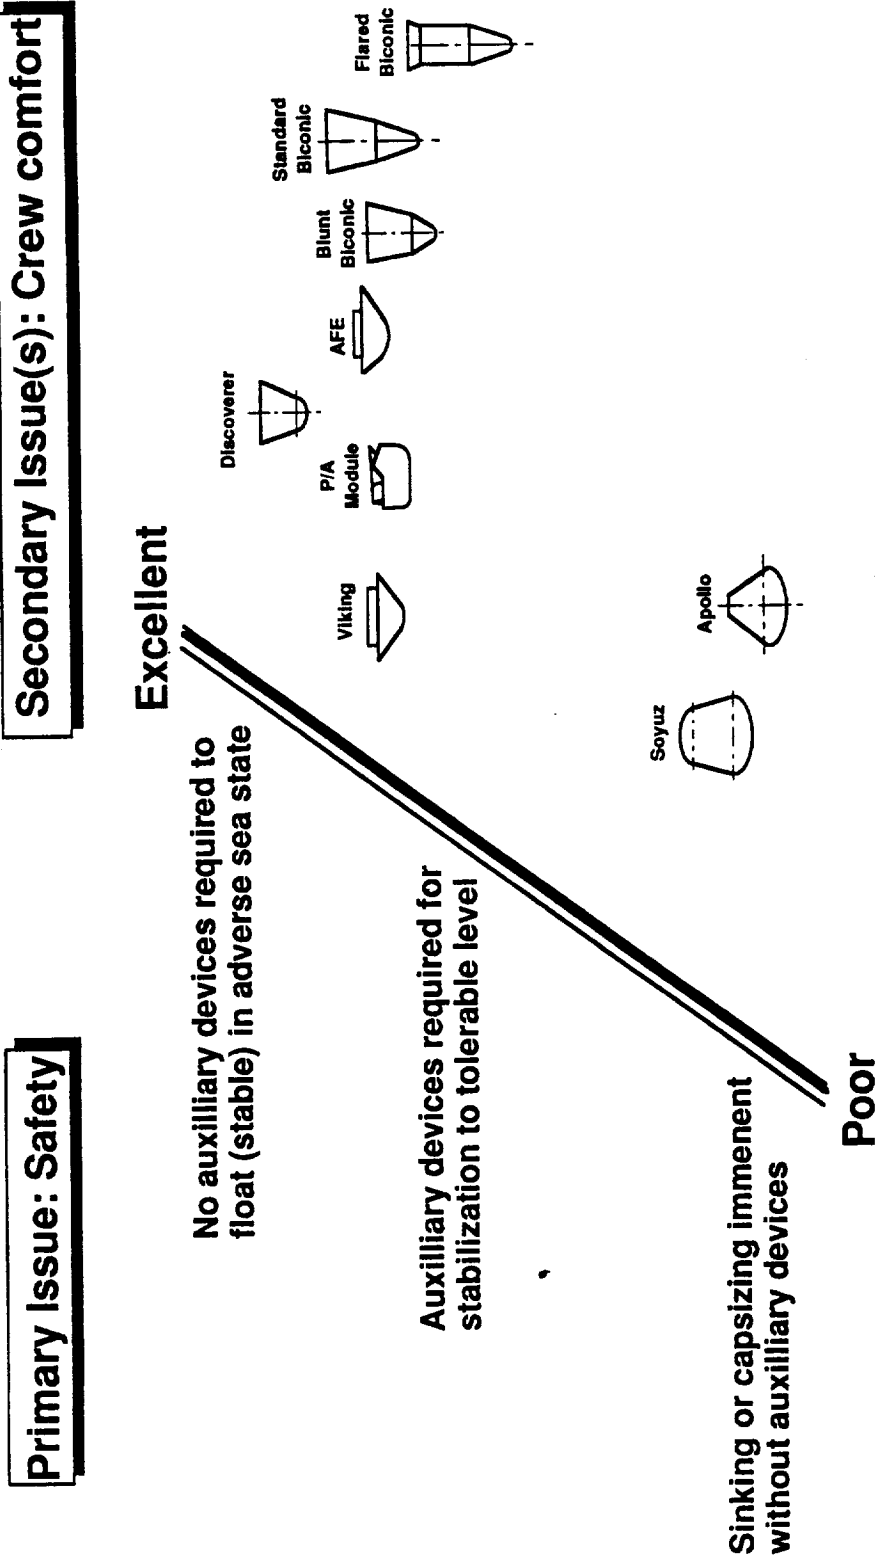 Primary Issue: Safety
Secondary Issue(s): Crew comfort
Excellent
No auxilliary devices required to
float (stable) in adverse sea state
Auxilliary devices required for
stabilization to tolerable level
Sinking or capsizing immenent
without auxilliary devices
Poor
Soyuz
Apollo
Viking
P/A
Module
Discoverer
AFE
Blunt
Biconic
Standard
Biconic
Flared
Biconic